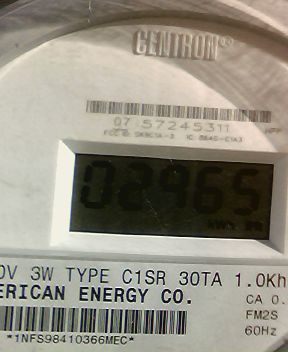 CENTRON®
07 57245311
02965
0V 3W TYPE C1SR 30TA 1.0Kh
ERICAN ENERGY CO.
CA 0.
FM2S
60Hz
*1NFS98410366MEC*